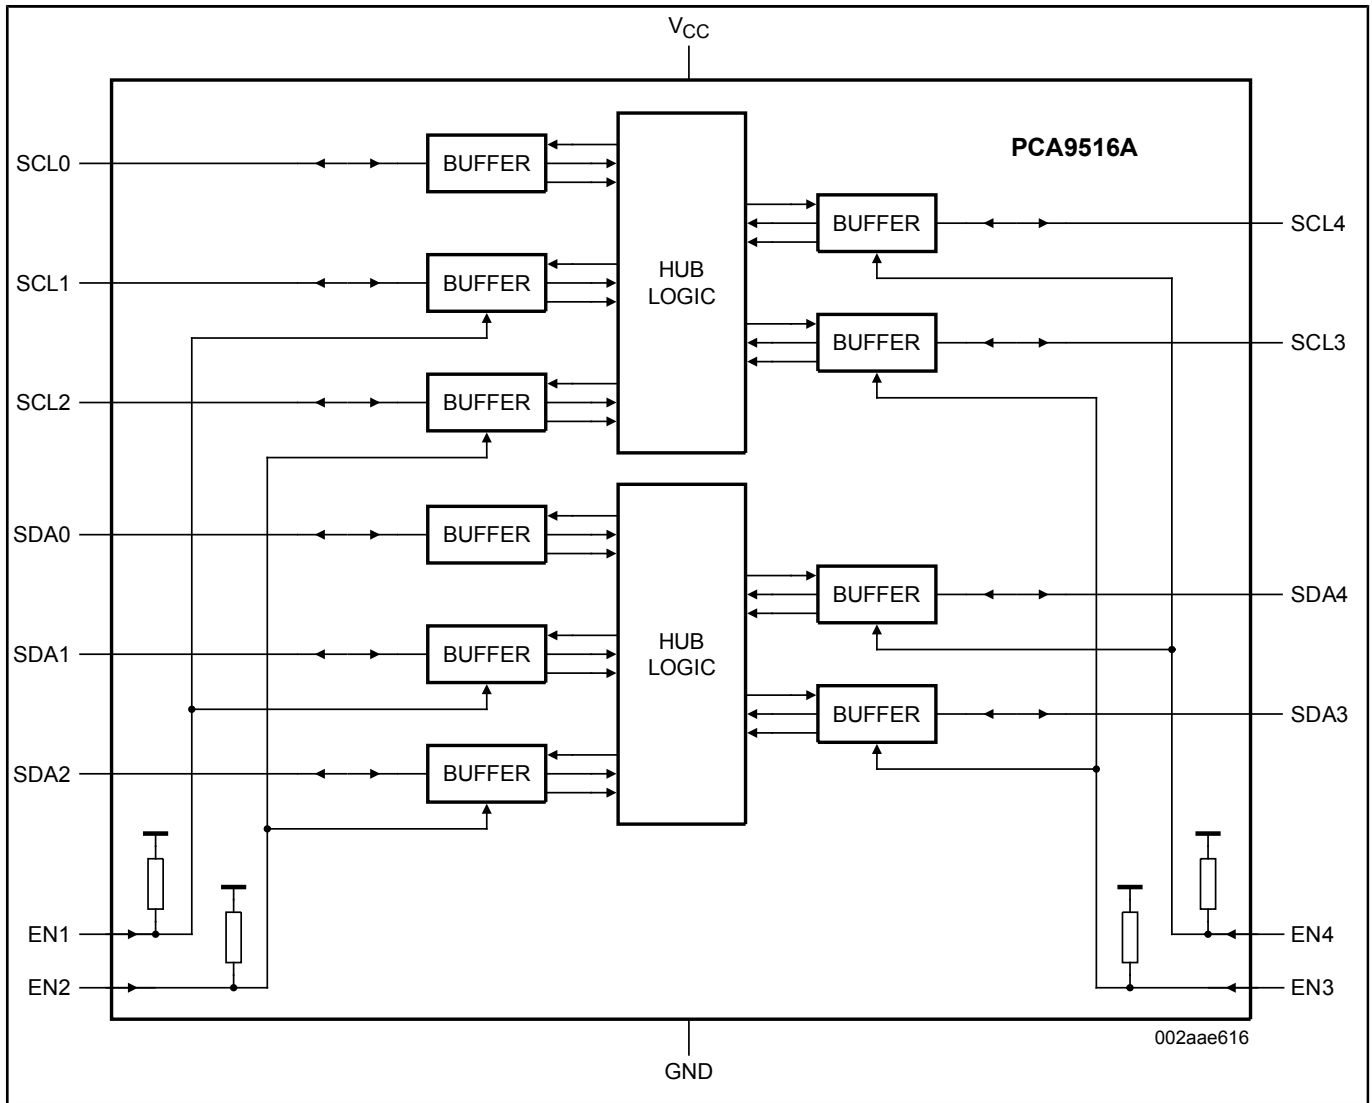 VCC
PCA9516A
SCL0
BUFFER
SCL1
BUFFER
SCL2
BUFFER
HUB
LOGIC
BUFFER
SCL4
BUFFER
SCL3
SDA0
BUFFER
SDA1
BUFFER
SDA2
BUFFER
HUB
LOGIC
BUFFER
SDA4
BUFFER
SDA3
EN1
EN2
EN4
EN3
002aae616
GND